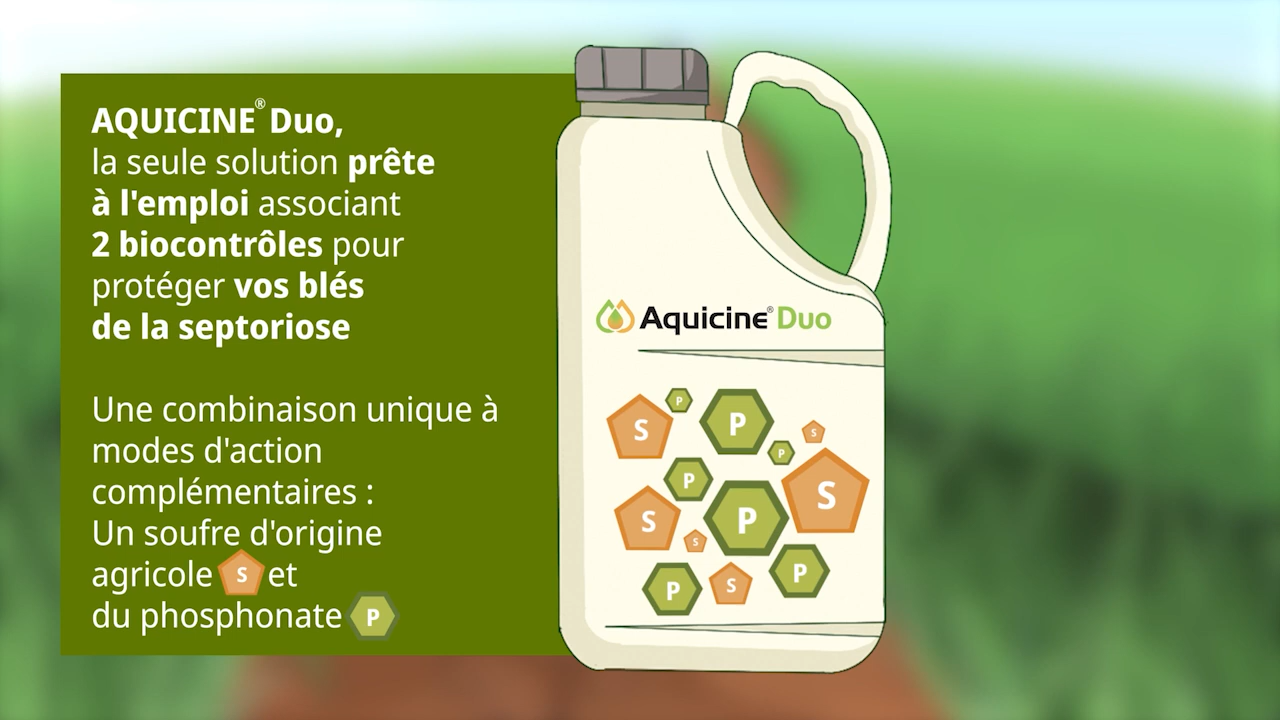 AQUICINE® Duo,
la seule solution prête
à l'emploi associant
2 biocontrôles pour
protéger vos blés
de la septoriose
Une combinaison unique à
modes d'action
complémentaires :
Un soufre d'origine
agricole S et
du phosphonate P
Aquicine® Duo
S P P S
P P S
S S P
P S P